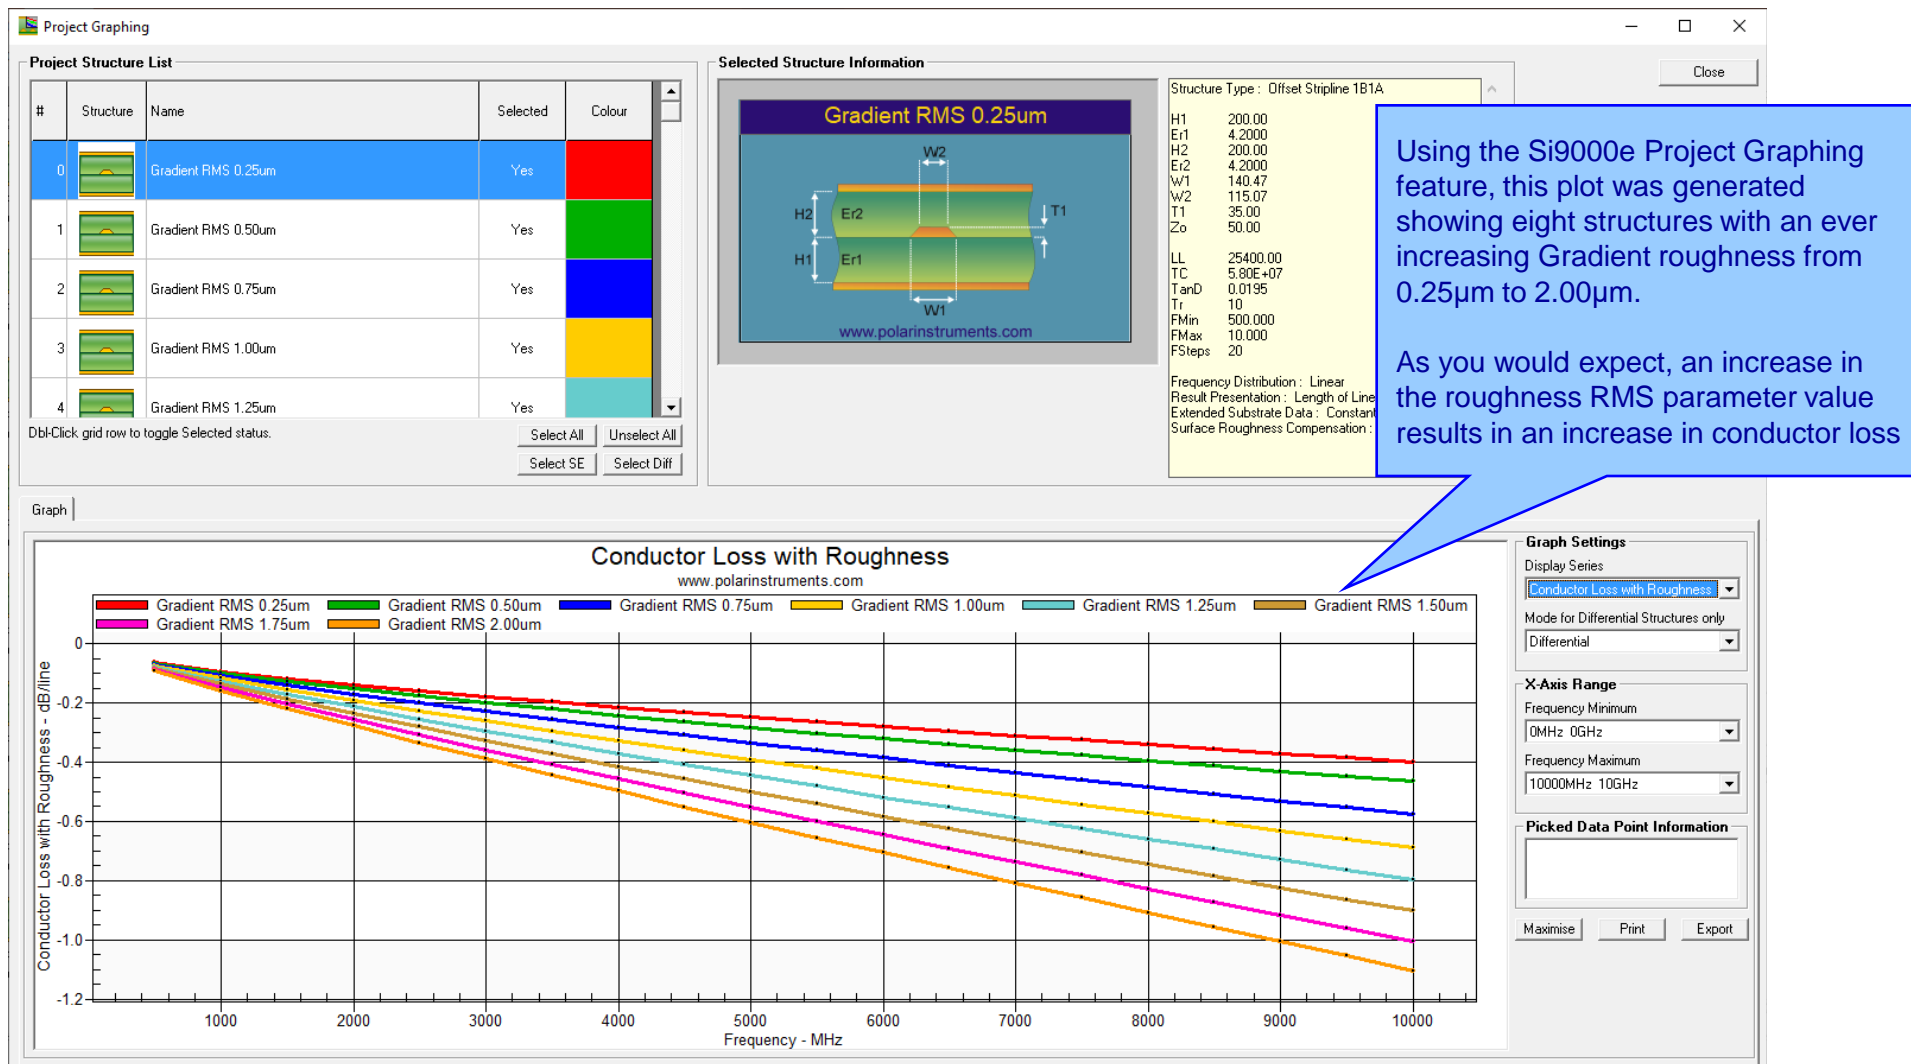 Project Graphing
Project Structure List
# Structure Name Selected Colour
0 Gradient RMS 0.25um Yes
1 Gradient RMS 0.50um Yes
2 Gradient RMS 0.75um Yes
3 Gradient RMS 1.00um Yes
4 Gradient RMS 1.25um Yes
Dbl-Click grid row to toggle Selected status.
Select All Unselect All
Select SE Select Diff
Selected Structure Information
Gradient RMS 0.25um
W2
H2 Er2 T1
H1 Er1
W1
www.polarinstruments.com
Structure Type : Offset Stripline 1B1A
H1 200.00
Er1 4.2000
H2 200.00
Er2 4.2000
W1 140.47
W2 115.07
T1 35.00
Zo 50.00
LL 25400.00
TC 5.80E+07
TanD 0.0195
Tr 10
FMin 500.000
FMax 10.000
FSteps 20
Frequency Distribution : Linear
Result Presentation : Length of Line
Extended Substrate Data : Constant
Surface Roughness Compensation :
Close
Using the Si9000e Project Graphing
feature, this plot was generated
showing eight structures with an ever
increasing Gradient roughness from
0.25µm to 2.00µm.
As you would expect, an increase in
the roughness RMS parameter value
results in an increase in conductor loss
Graph
Conductor Loss with Roughness
www.polarinstruments.com
Gradient RMS 0.25um Gradient RMS 0.50um Gradient RMS 0.75um Gradient RMS 1.00um Gradient RMS 1.25um Gradient RMS 1.50um
Gradient RMS 1.75um Gradient RMS 2.00um
Conductor Loss with Roughness - dB/line
0
-0.2
-0.4
-0.6
-0.8
-1.0
-1.2
1000 2000 3000 4000 5000 6000 7000 8000 9000 10000
Frequency - MHz
Graph Settings
Display Series
Conductor Loss with Roughness
Mode for Differential Structures only
Differential
X-Axis Range
Frequency Minimum
0MHz 0GHz
Frequency Maximum
10000MHz 10GHz
Picked Data Point Information
Maximise Print Export